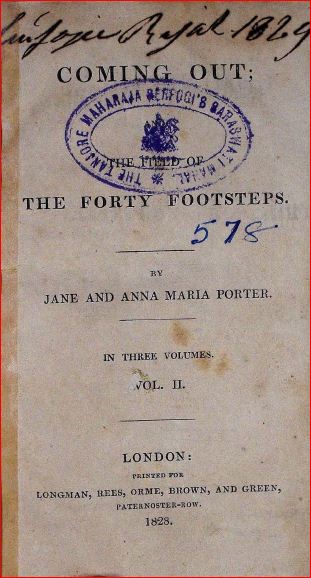 Rajah 1829
COMING OUT;
THE TANJORE MAHARAJA SERFOGI'S SARASWATI MAHAL
THE FIELD OF
THE FORTY FOOTSTEPS.
578
BY
JANE AND ANNA MARIA PORTER.
IN THREE VOLUMES.
VOL. II.
LONDON:
PRINTED FOR
LONGMAN, REES, ORME, BROWN, AND GREEN,
PATERNOSTER-ROW.
1828.